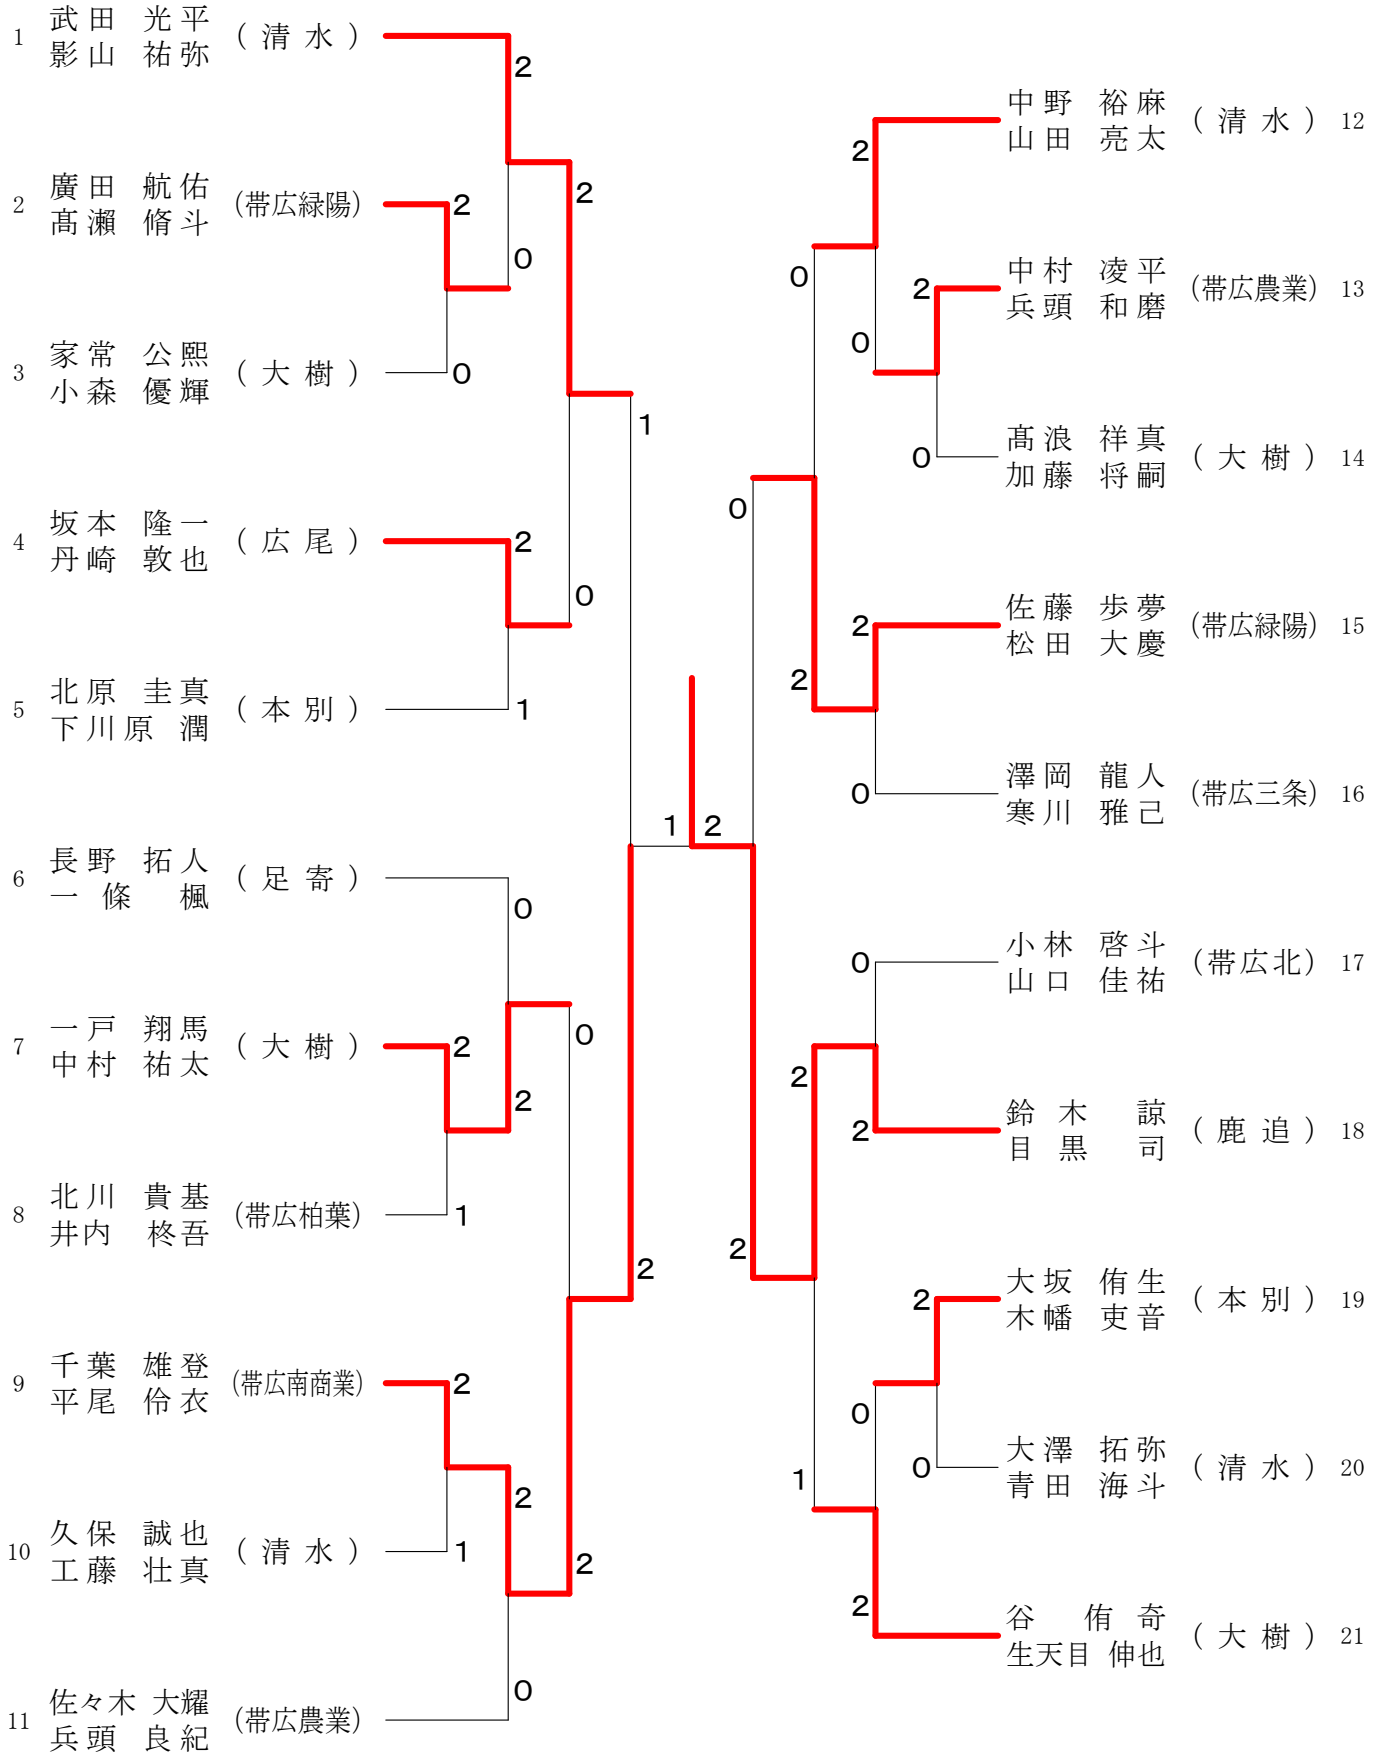 1 武田 光平 (清水)
影山 祐弥
2
2 廣田 航佑 (帯広緑陽)
髙瀬 脩斗
2
2
0
3 家常 公熙 (大樹)
小森 優輝
0
1
4 坂本 隆一 (広尾)
丹崎 敦也
2
0
5 北原 圭真 (本別)
下川原 潤
1
6 長野 拓人 (足寄)
一條 楓
0
7 一戸 翔馬 (大樹)
中村 祐太
2
0
2
8 北川 貴基 (帯広柏葉)
井内 柊吾
1
2
9 千葉 雄登 (帯広南商業)
平尾 伶衣
2
2
10 久保 誠也 (清水)
工藤 壮真
1
2
11 佐々木 大耀 (帯広農業)
兵頭 良紀
0
1 2
中野 裕麻 (清水) 12
山田 亮太
2
0
中村 凌平 (帯広農業) 13
兵頭 和磨
2
0
髙浪 祥真 (大樹) 14
加藤 将嗣
0
0
佐藤 歩夢 (帯広緑陽) 15
松田 大慶
2
2
澤岡 龍人 (帯広三条) 16
寒川 雅己
0
小林 啓斗 (帯広北) 17
山口 佳祐
0
2
鈴木 諒 (鹿追) 18
目黒 司
2
2
大坂 侑生 (本別) 19
木幡 吏音
2
0
大澤 拓弥 (清水) 20
青田 海斗
0
1
谷 侑奇 (大樹) 21
生天目 伸也
2